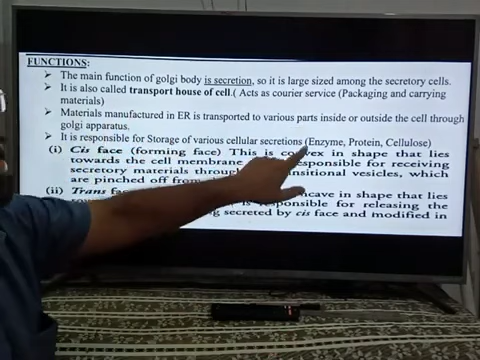 FUNCTIONS:
➤ The main function of golgi body is secretion, so it is large sized among the secretory cells.
➤ It is also called transport house of cell.( Acts as courier service (Packaging and carrying
materials)
➤ Materials manufactured in ER is transported to various parts inside or outside the cell through
golgi apparatus.
➤ It is responsible for Storage of various cellular secretions (Enzyme, Protein, Cellulose)
(i) Cis face (forming face) This is convex in shape that lies
towards the cell membrane responsible for receiving
secretory materials through which
are pinched off from
(ii) Trans in shape that lies
is responsible for releasing the
secreted by cis face and modified in